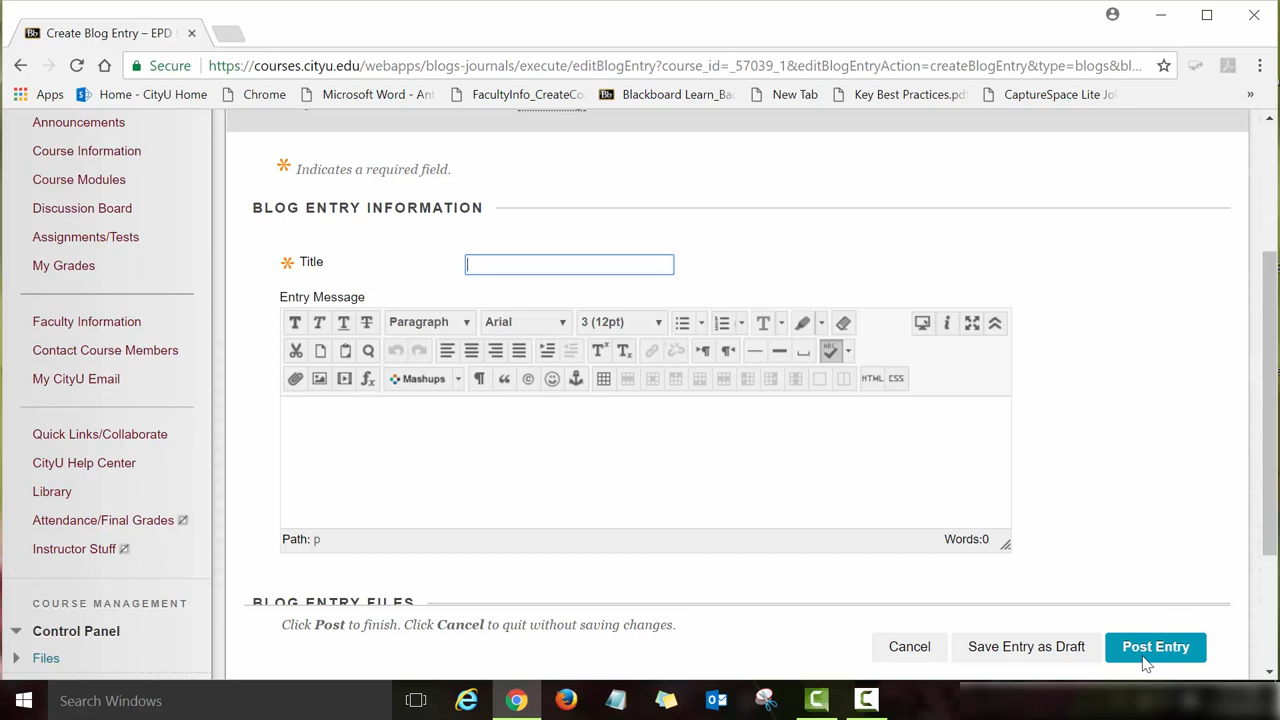 Bb Create Blog Entry – EPD
Secure https://courses.cityu.edu/webapps/blogs-journals/execute/editBlogEntry?course_id=_57039_1&editBlogEntryAction=createBlogEntry&type=blogs&bl...
Apps Home - CityU Home Chrome Microsoft Word - Ant FacultyInfo_CreateCo Bb Blackboard Learn_Ba New Tab Key Best Practices.pdf CaptureSpace Lite Jo »
Announcements
Course Information
Course Modules
Discussion Board
Assignments/Tests
My Grades
Faculty Information
Contact Course Members
My CityU Email
Quick Links/Collaborate
CityU Help Center
Library
Attendance/Final Grades
Instructor Stuff
COURSE MANAGEMENT
Control Panel
Files
* Indicates a required field.
BLOG ENTRY INFORMATION
* Title
Entry Message
T T T T Paragraph Arial 3 (12pt) T
ABC
Mashups HTML CSS
Path: p Words:0
BLOG ENTRY FILES
Click Post to finish. Click Cancel to quit without saving changes.
Cancel Save Entry as Draft Post Entry
Search Windows